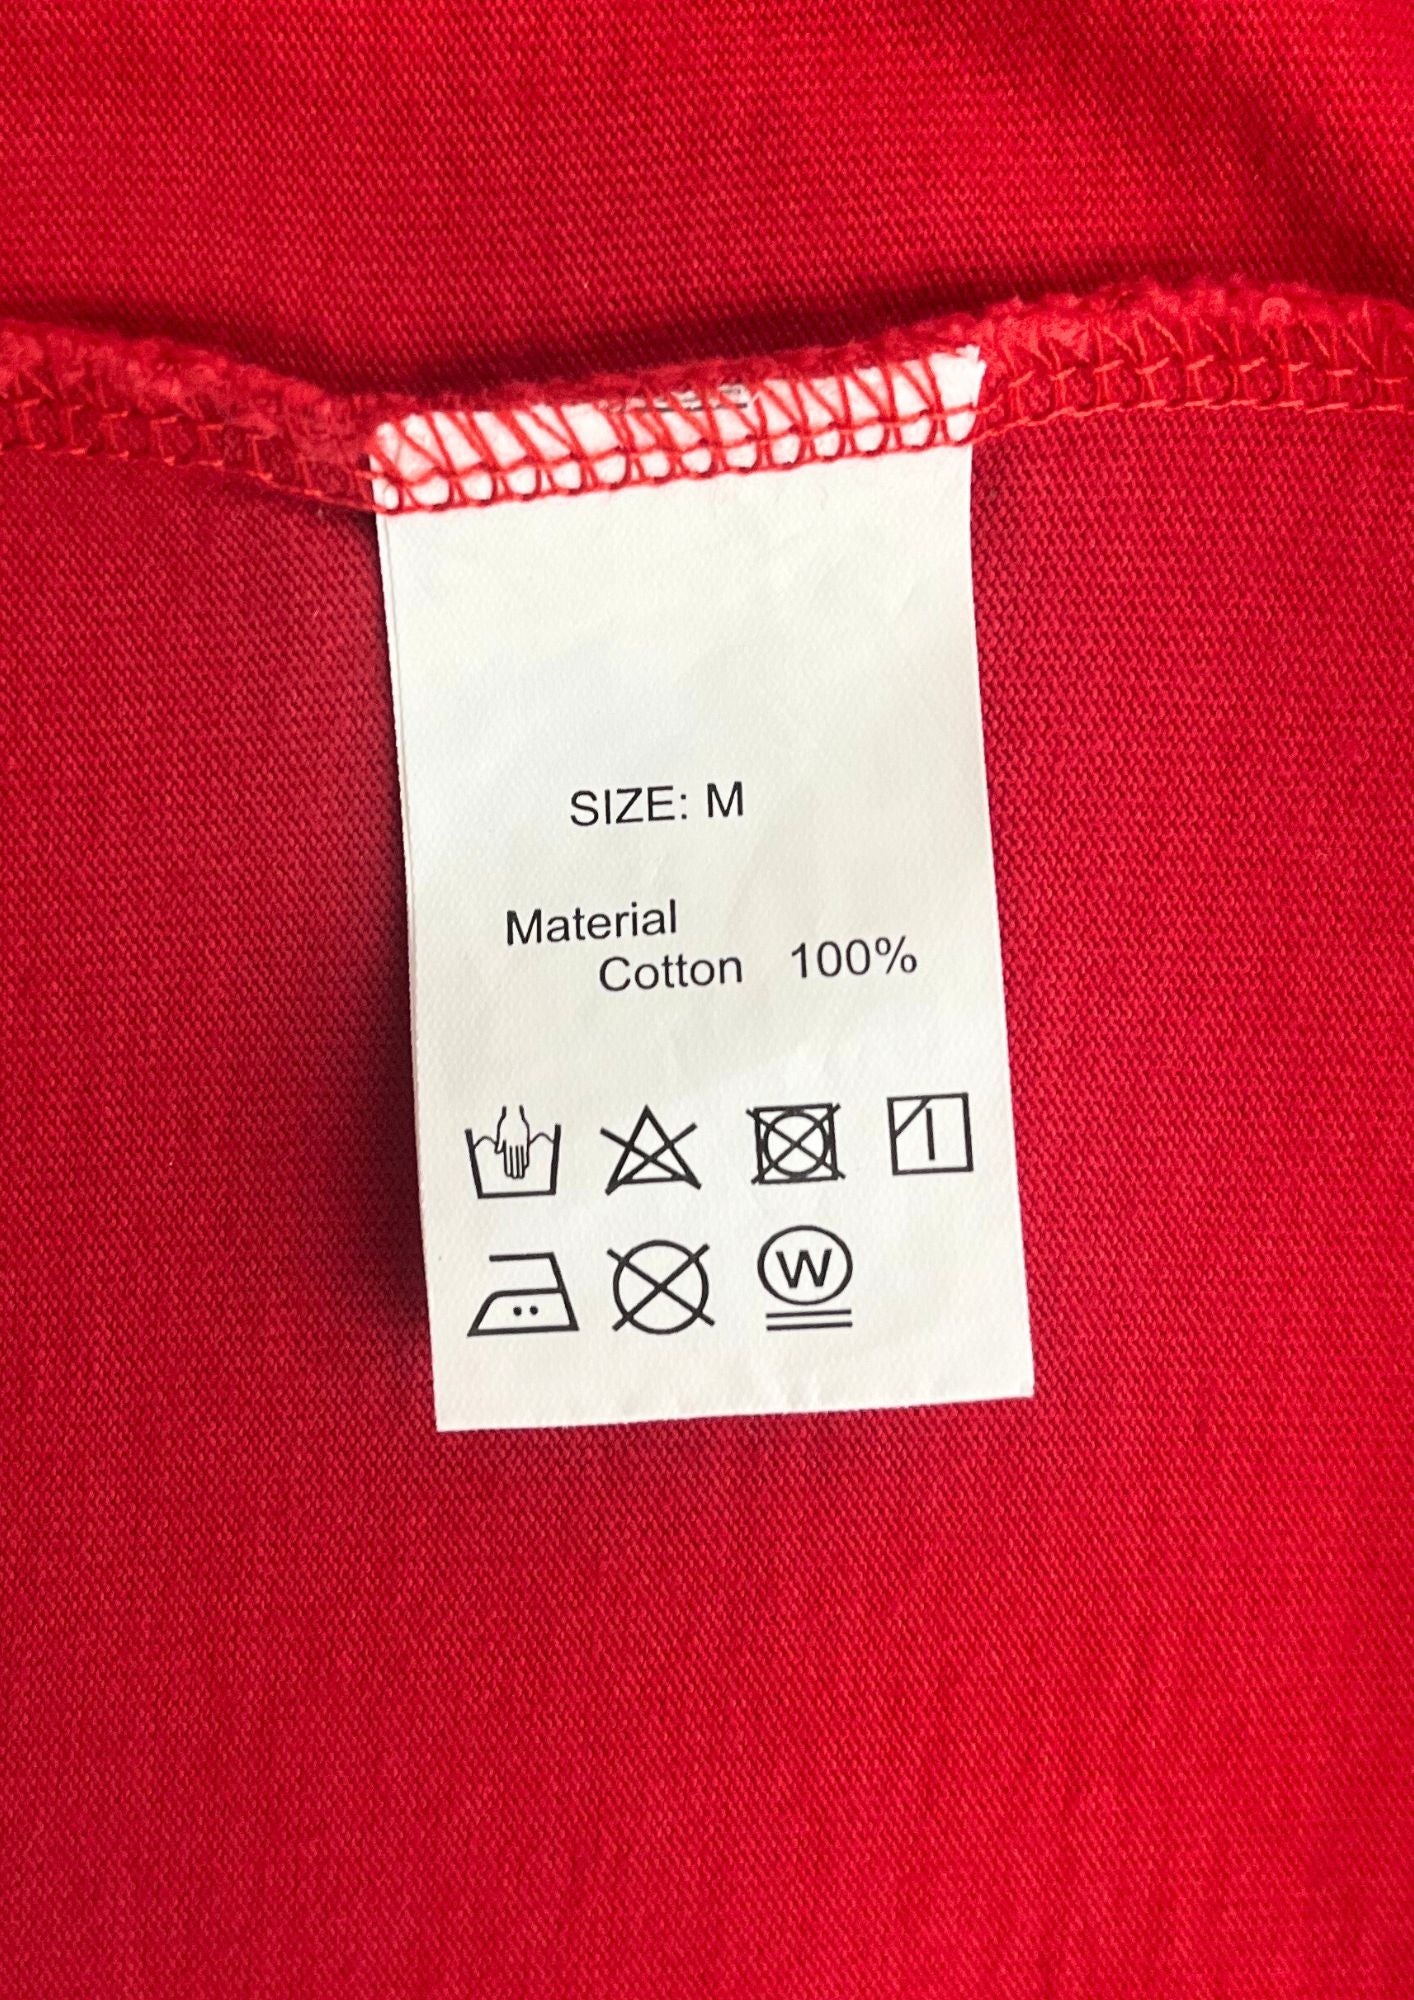 SIZE: M
Material
Cotton 100%
W